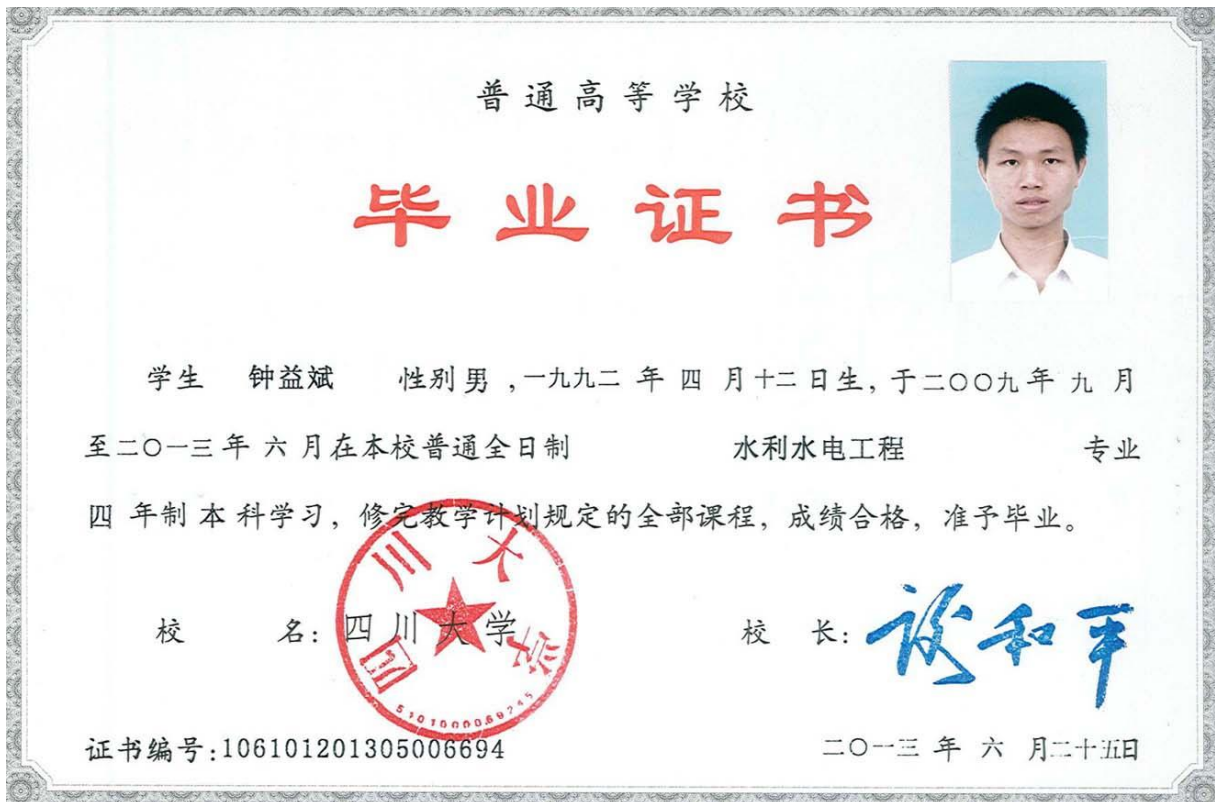 普通高等学校
毕业证书
学生 钟益斌 性别 男 ,一九九二 年 四 月十二日生, 于二〇〇九年 九 月
至二〇一三年 六 月在本校普通全日制 水利水电工程 专业
四 年制 本 科学习, 修完教学计划规定的全部课程, 成绩合格, 准予毕业。
校 名: 四川大学
四川大学
校 长: 谢和平
证书编号:106101201305006694
二〇一三 年 六 月二十五日